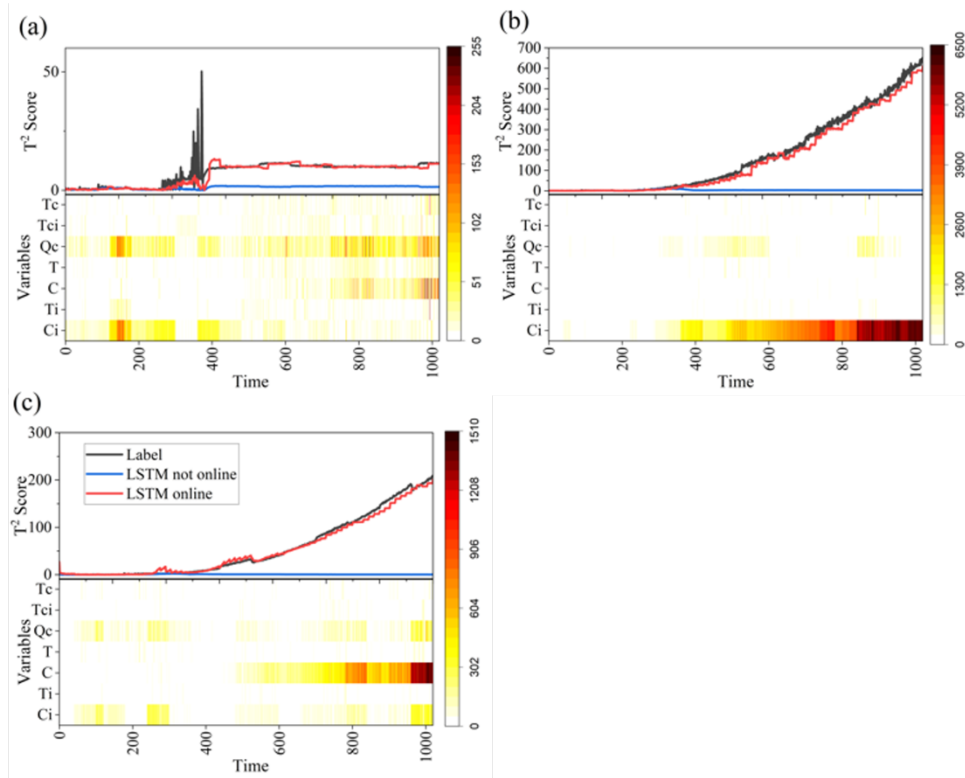 (a)
50
0
T² Score
Tc
Tci
Qc
T
C
Ti
Ci
Variables
0 200 400 600 800 1000
Time
255
204
153
102
51
0
(b)
700
600
500
400
300
200
100
0
T² Score
Tc
Tci
Qc
T
C
Ti
Ci
Variables
0 200 400 600 800 1000
Time
6500
5200
3900
2600
1300
0
(c)
300
200
100
0
T² Score
Label
LSTM not online
LSTM online
Tc
Tci
Qc
T
C
Ti
Ci
Variables
0 200 400 600 800 1000
Time
1510
1208
906
604
302
0